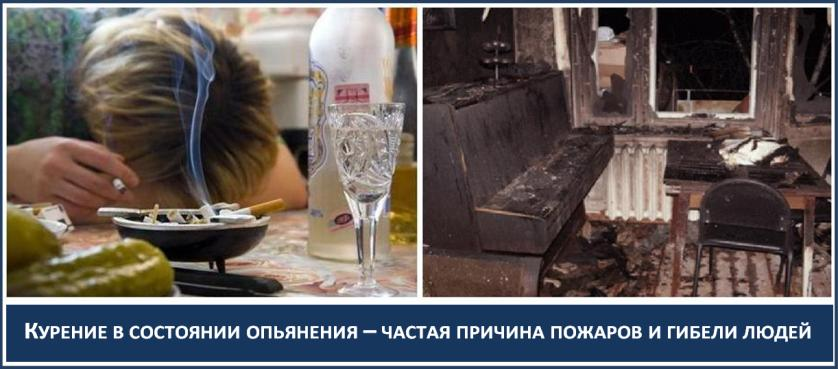 Курение в состоянии опьянения – частая причина пожаров и гибели людей